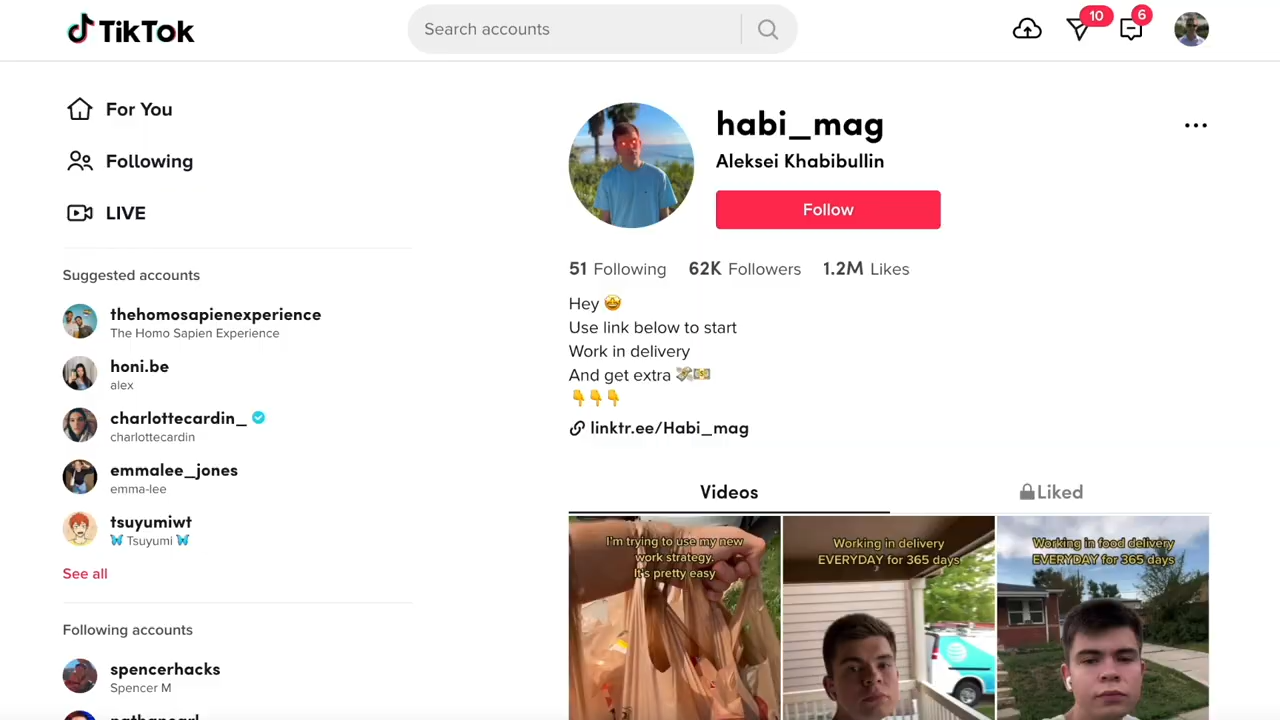 TikTok
Search accounts
10
6
For You
Following
LIVE
Suggested accounts
thehomosapienexperience
The Homo Sapien Experience
honi.be
alex
charlottecardin_
charlottecardin
emmalee_jones
emma-lee
tsuyumiwt
🦋 Tsuyumi 🦋
See all
Following accounts
spencerhacks
Spencer M
habi_mag
Aleksei Khabibullin
Follow
51 Following 62K Followers 1.2M Likes
Hey 🤩
Use link below to start
Work in delivery
And get extra 💸💵
👇👇👇
linktr.ee/Habi_mag
Videos
Liked
I'm trying to use my new
work strategy.
It's pretty easy
Working in delivery
EVERYDAY for 365 days
Working in food delivery
EVERYDAY for 365 days